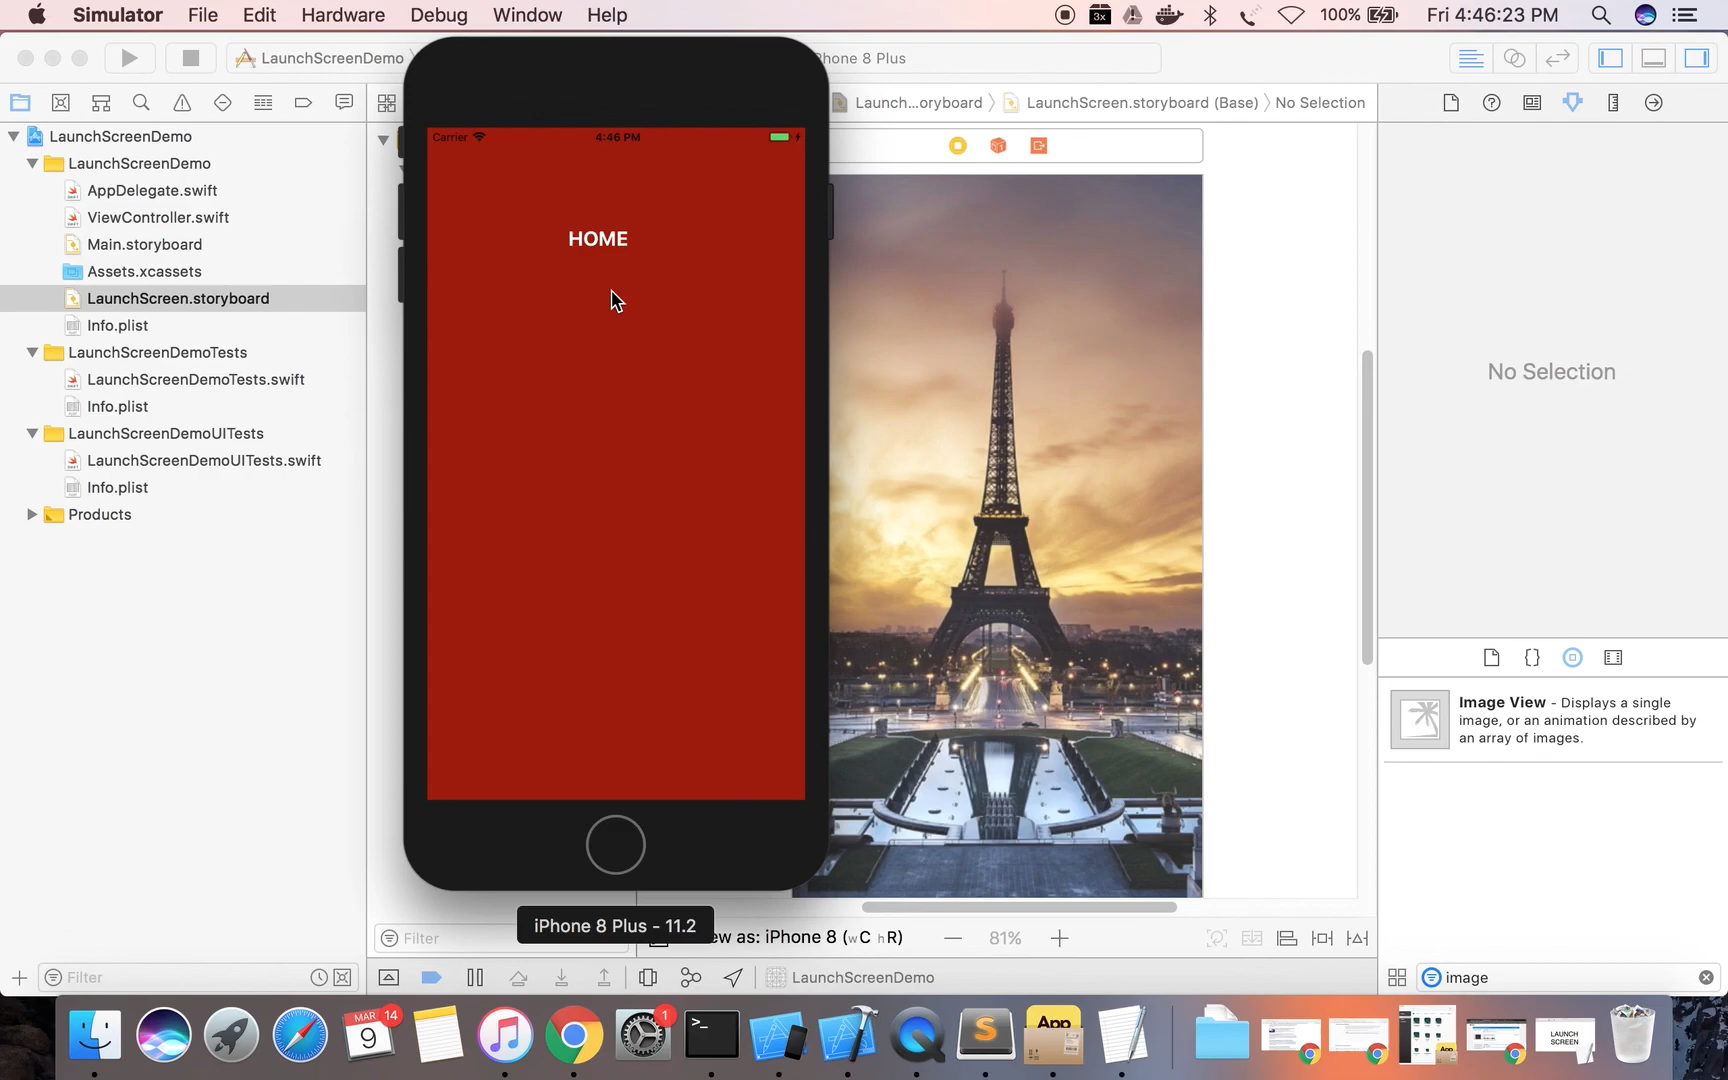 Simulator File Edit Hardware Debug Window Help
3x 100% Fri 4:46:23 PM
LaunchScreenDemo
Phone 8 Plus
Launch...oryboard LaunchScreen.storyboard (Base) No Selection
LaunchScreenDemo
LaunchScreenDemo
AppDelegate.swift
ViewController.swift
Main.storyboard
Assets.xcassets
LaunchScreen.storyboard
Info.plist
LaunchScreenDemoTests
LaunchScreenDemoTests.swift
Info.plist
LaunchScreenDemoUITests
LaunchScreenDemoUITests.swift
Info.plist
Products
Carrier 4:46 PM
HOME
iPhone 8 Plus - 11.2
No Selection
Image View - Displays a single
image, or an animation described by
an array of images.
Filter
ew as: iPhone 8 (wC hR) 81%
Filter
LaunchScreenDemo
image
MAR
9
14
1
App
LAUNCH
SCREEN
App